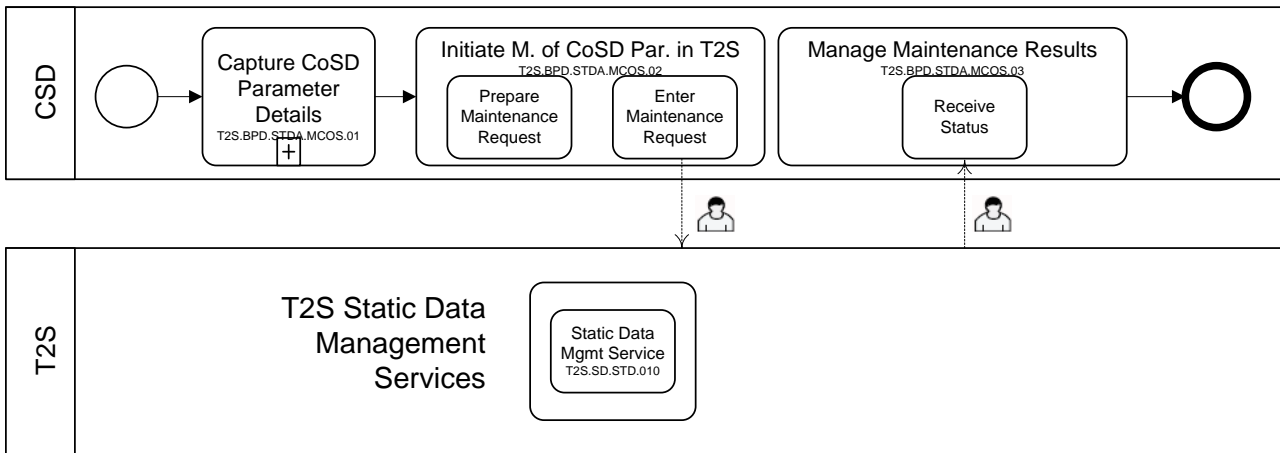 CSD
Capture CoSD
Parameter
Details
T2S.BPD.STDA.MCOS.01
Initiate M. of CoSD Par. in T2S
T2S.BPD.STDA.MCOS.02
Prepare
Maintenance
Request
Enter
Maintenance
Request
Manage Maintenance Results
T2S.BPD.STDA.MCOS.03
Receive
Status
T2S
T2S Static Data
Management
Services
Static Data
Mgmt Service
T2S.SD.STD.010